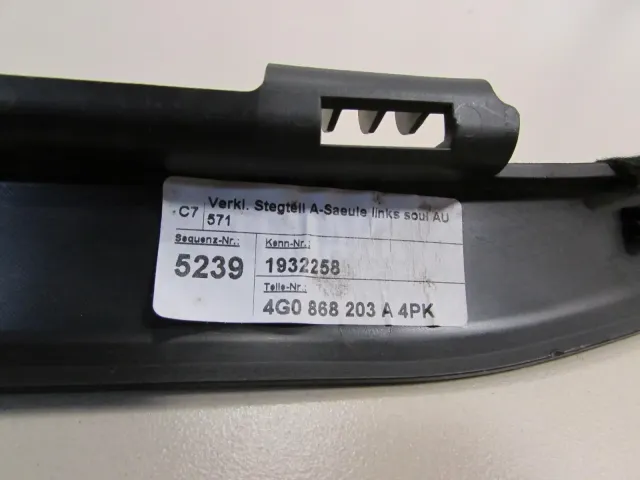 C7 Verkl. Stegteil A-Saeule links soul AU
571
Sequenz-Nr.: Kenn-Nr.:
5239 1932258
Teile-Nr.:
4G0 868 203 A 4PK